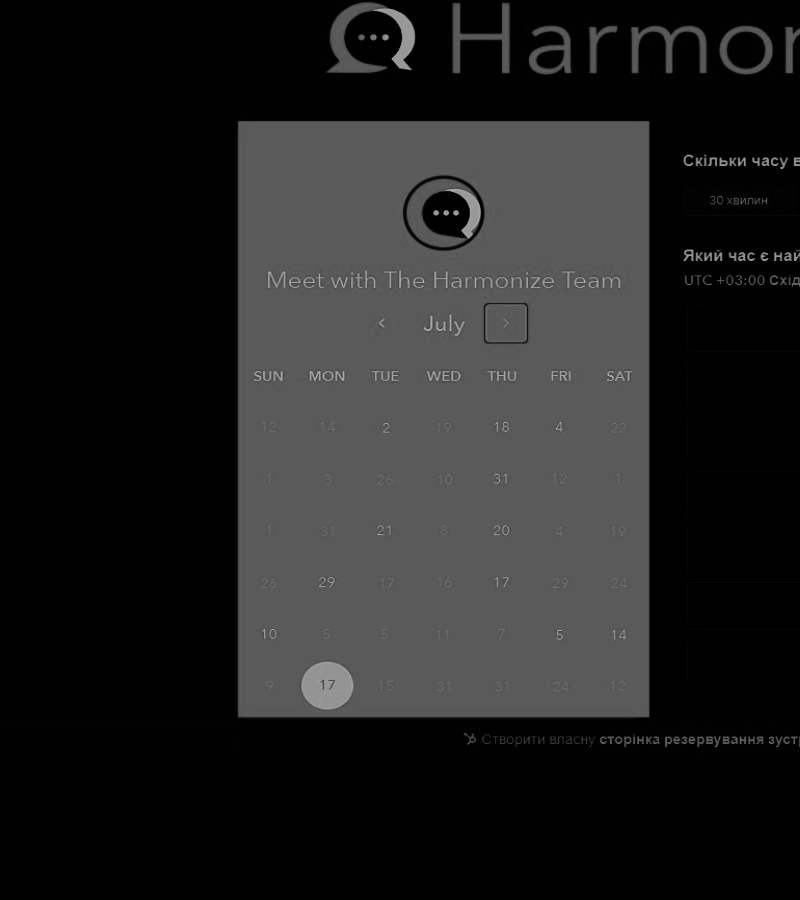 Harmon
Meet with The Harmonize Team
July
SUN MON TUE WED THU FRI SAT
12 14 2 19 18 4 22
1 3 26 10 31 12 1
1 31 21 8 20 4 19
26 29 17 16 17 29 24
10 5 5 11 7 5 14
9 17 15 31 31 24 12
Скільки часу в
30 хвилин
Який час є най
UTC +03:00 Схід
Створити власну сторінка резервування зуст